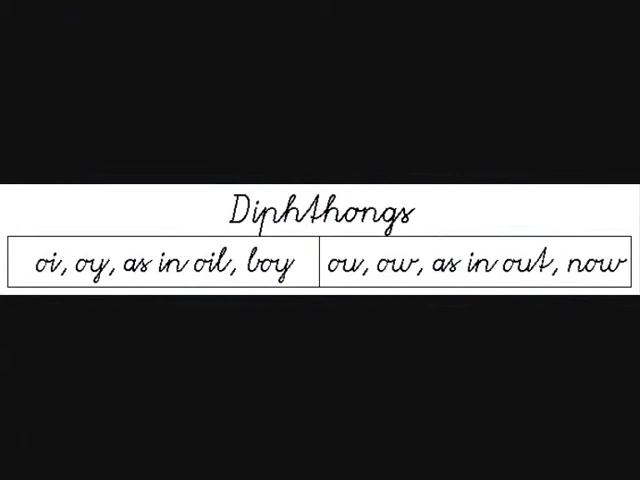 Diphthongs
oi, oy, as in oil, boy
ou, ow, as in out, now